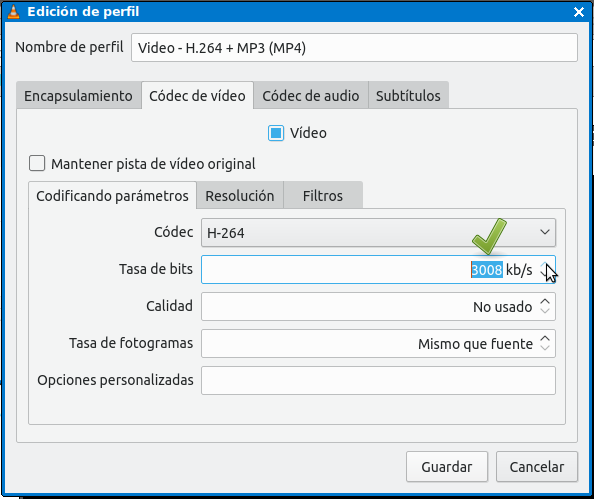 Edición de perfil
Nombre de perfil Video - H.264 + MP3 (MP4)
Encapsulamiento Códec de vídeo Códec de audio Subtítulos
Vídeo
Mantener pista de vídeo original
Codificando parámetros Resolución Filtros
Códec H-264
Tasa de bits 3008 kb/s
Calidad No usado
Tasa de fotogramas Mismo que fuente
Opciones personalizadas
Guardar Cancelar